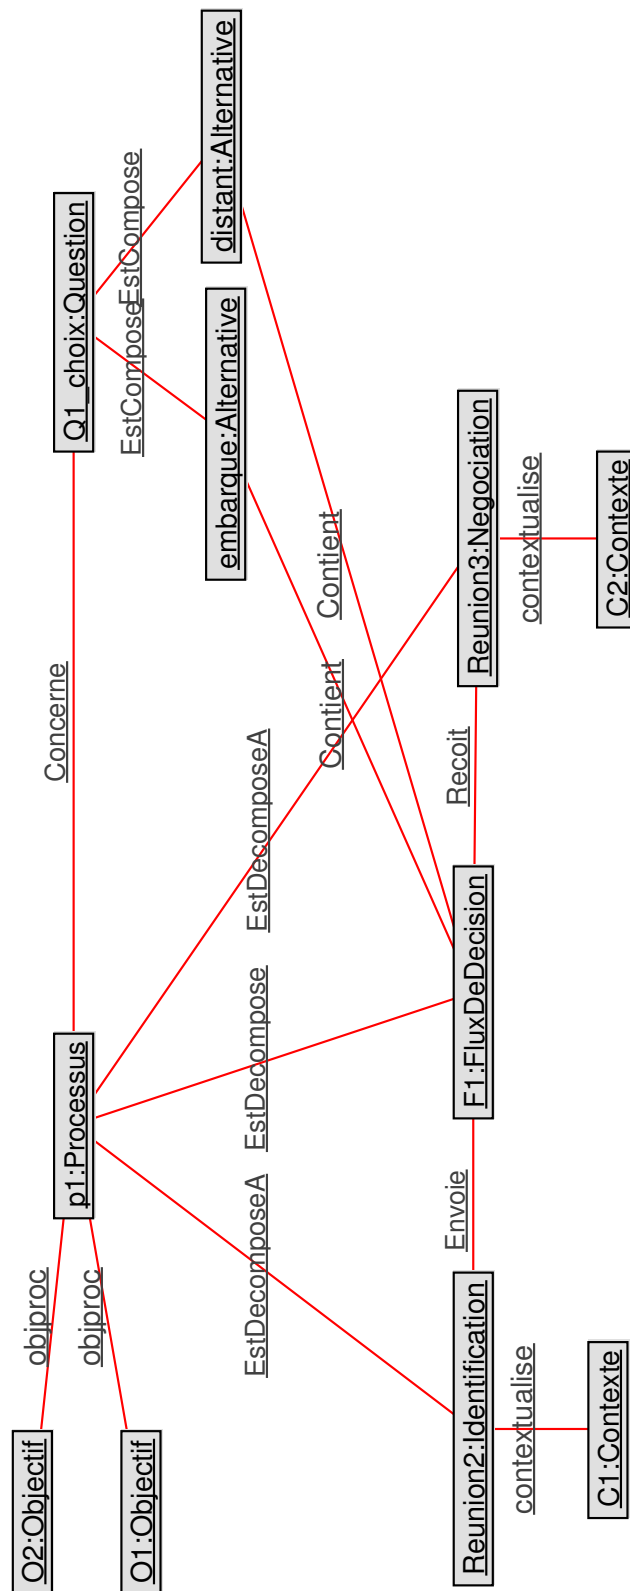 O2:Objectif
objproc
p1:Processus
Concerne
Q1_choix:Question
O1:Objectif
objproc
EstCompose
EstCompose
embarque:Alternative
distant:Alternative
EstDecomposeA
EstDecompose
EstDecomposeA
Contient
Contient
Reunion2:Identification
Envoie
F1:FluxDeDecision
Recoit
Reunion3:Negociation
contextualise
contextualise
C1:Contexte
C2:Contexte